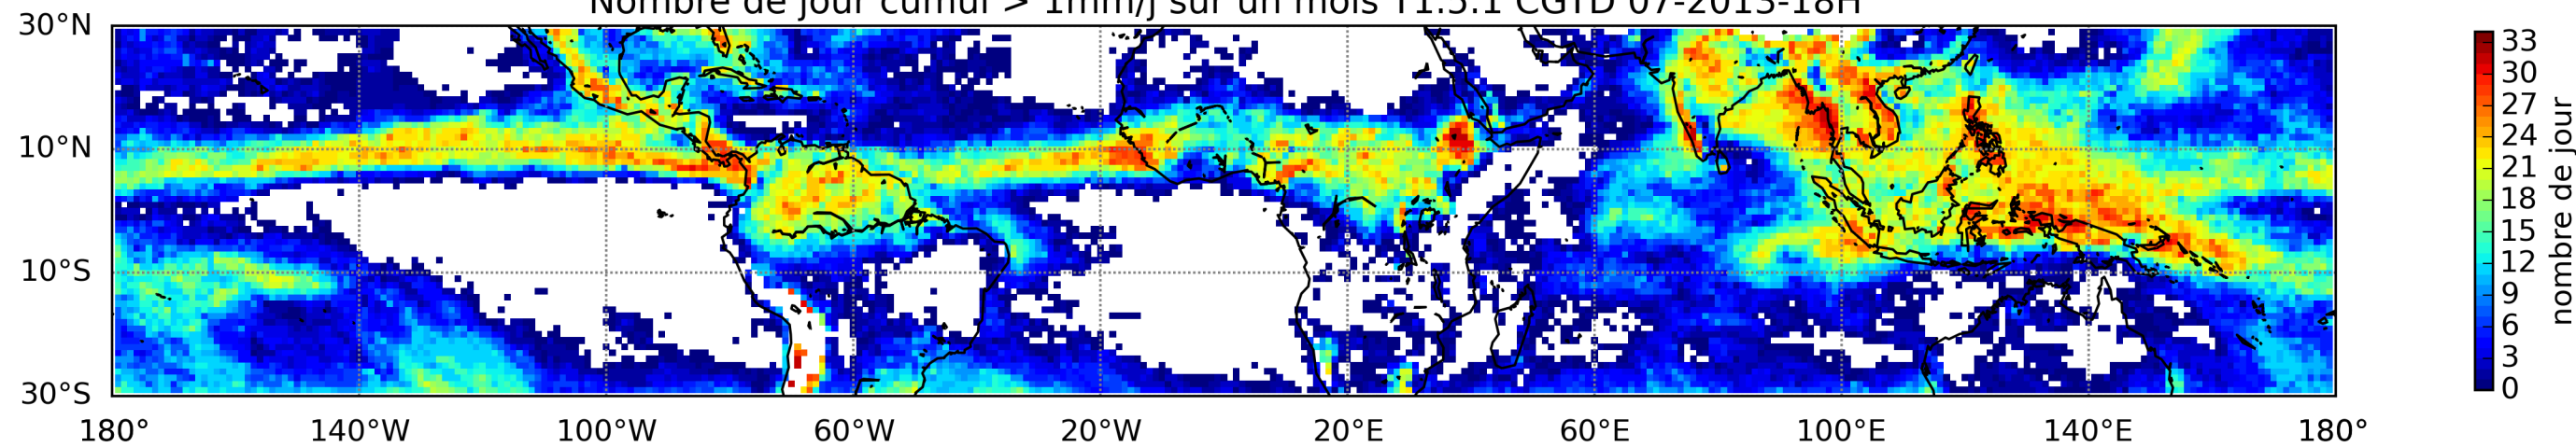 Nombre de jour cumul > 1mm/j sur un mois T1.5.1 CGTD 07-2013-18H
30°N
10°N
10°S
30°S
180°
140°W
100°W
60°W
20°W
20°E
60°E
100°E
140°E
180°
33
30
27
24
21
18
15
12
9
6
3
0
nombre de jour